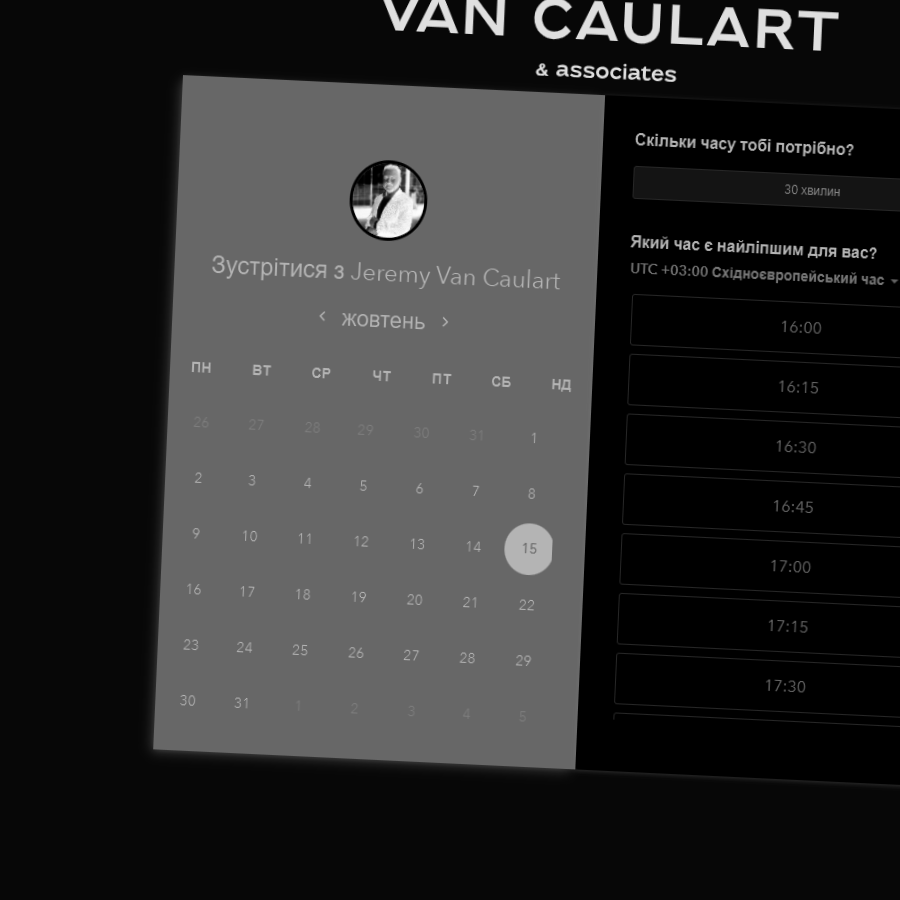 VAN CAULART
& associates
Зустрітися з Jeremy Van Caulart
жовтень
ПН ВТ СР ЧТ ПТ СБ НД
26 27 28 29 30 31 1
2 3 4 5 6 7 8
9 10 11 12 13 14 15
16 17 18 19 20 21 22
23 24 25 26 27 28 29
30 31 1 2 3 4 5
Скільки часу тобі потрібно?
30 хвилин
Який час є найліпшим для вас?
UTC +03:00 Східноєвропейський час
16:00
16:15
16:30
16:45
17:00
17:15
17:30